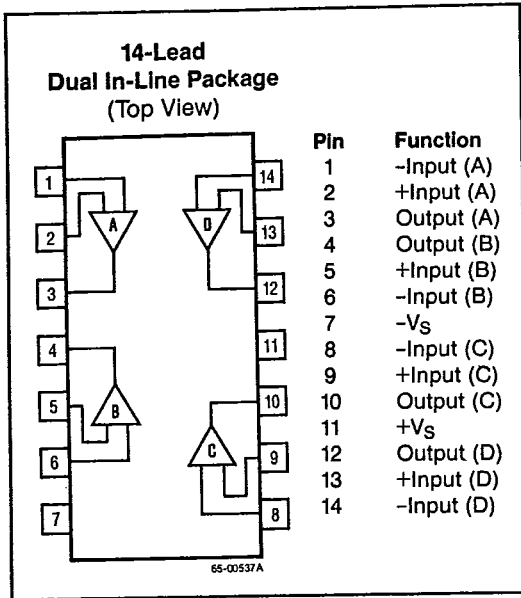 14-Lead
Dual In-Line Package
(Top View)
1
2
3
4
5
6
7
14
13
12
11
10
9
8
A
D
B
C
65-00537A
Pin Function
1 –Input (A)
2 +Input (A)
3 Output (A)
4 Output (B)
5 +Input (B)
6 –Input (B)
7 –VS
8 –Input (C)
9 +Input (C)
10 Output (C)
11 +VS
12 Output (D)
13 +Input (D)
14 –Input (D)